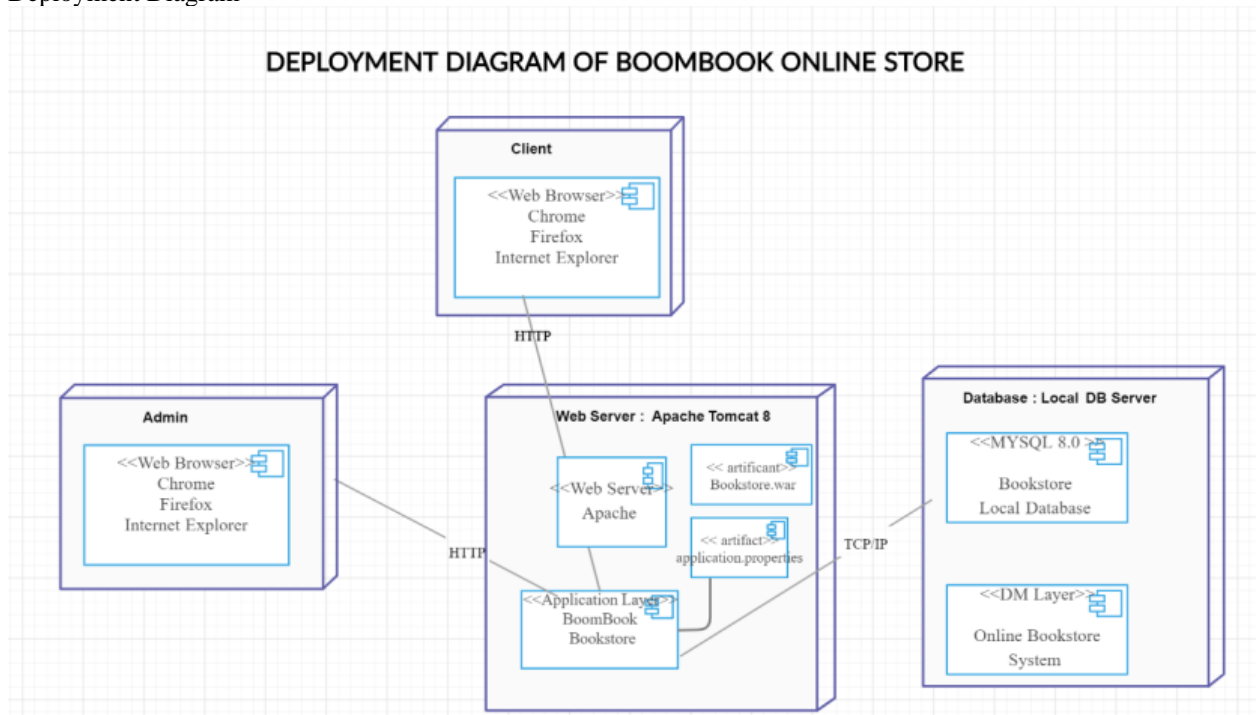 Deployment Diagram
DEPLOYMENT DIAGRAM OF BOOMBOOK ONLINE STORE
Client
<<Web Browser>>
Chrome
Firefox
Internet Explorer
HTTP
Admin
<<Web Browser>>
Chrome
Firefox
Internet Explorer
HTTP
Web Server : Apache Tomcat 8
<<Web Server>>
Apache
<< artificant>>
Bookstore.war
<< artifact>>
application.properties
<<Application Layer>>
BoomBook
Bookstore
TCP/IP
Database : Local DB Server
<<MYSQL 8.0 >>
Bookstore
Local Database
<<DM Layer>>
Online Bookstore
System